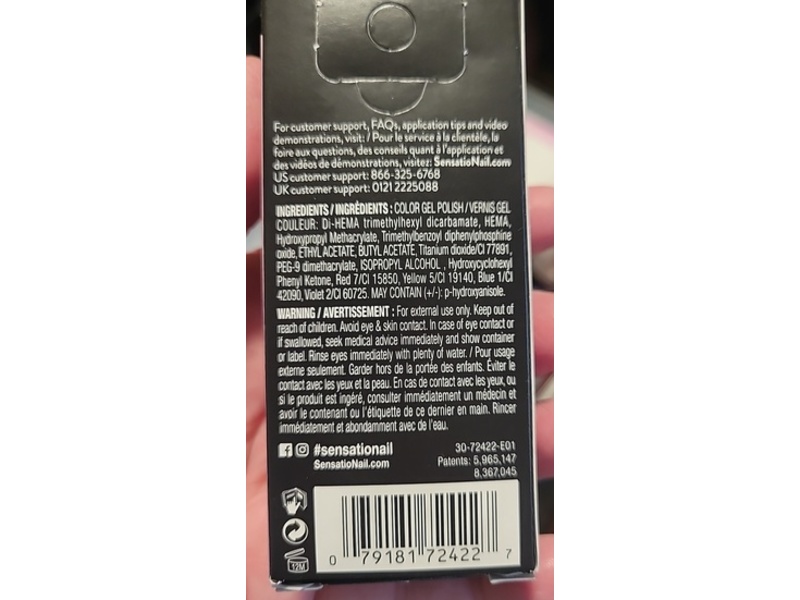 For customer support, FAQs, application tips and video
demonstrations, visit: / Pour le service à la clientèle, la
foire aux questions, des conseils quant à l'application et
des vidéos de démonstrations, visitez: SensatioNail.com
US customer support: 866-325-6768
UK customer support: 0121 2225088
INGREDIENTS / INGRÉDIENTS : COLOR GEL POLISH / VERNIS GEL
COULEUR: Di-HEMA trimethylhexyl dicarbamate, HEMA,
Hydroxypropyl Methacrylate, Trimethylbenzoyl diphenylphosphine
oxide, ETHYL ACETATE, BUTYL ACETATE, Titanium dioxide/CI 77891,
PEG-9 dimethacrylate, ISOPROPYL ALCOHOL , Hydroxycyclohexyl
Phenyl Ketone, Red 7/CI 15850, Yellow 5/CI 19140, Blue 1/CI
42090, Violet 2/CI 60725. MAY CONTAIN (+/-): p-hydroxyanisole.
WARNING / AVERTISSEMENT : For external use only. Keep out of
reach of children. Avoid eye & skin contact. In case of eye contact or
if swallowed, seek medical advice immediately and show container
or label. Rinse eyes immediately with plenty of water. / Pour usage
externe seulement. Garder hors de la portée des enfants. Éviter le
contact avec les yeux et la peau. En cas de contact avec les yeux, ou
si le produit est ingéré, consulter immédiatement un médecin et
avoir le contenant ou l'étiquette de ce dernier en main. Rincer
immédiatement et abondamment avec de l'eau.
#sensationail
SensatioNail.com
30-72422-E01
Patents: 5,965,147
8,367,045
12M
0 79181 72422 7